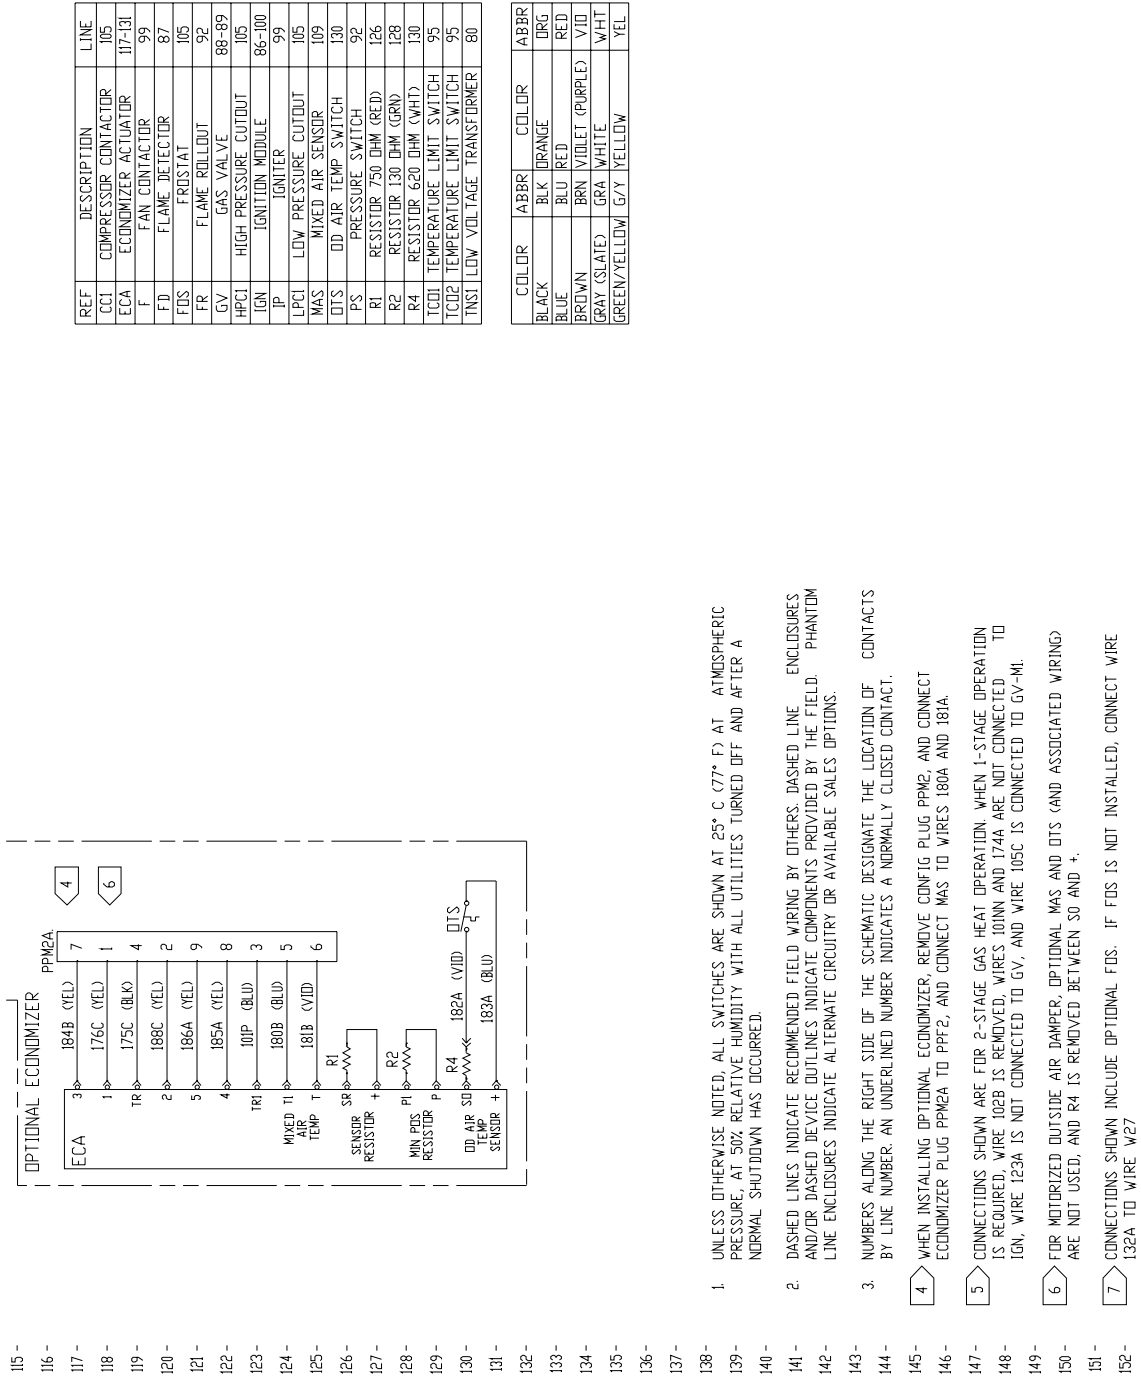 115-
116-
117-
118-
119-
120-
121-
122-
123-
124-
125-
126-
127-
128-
129-
130-
131-
132-
133-
134-
135-
136-
137-
138-
139-
140-
141-
142-
143-
144-
145-
146-
147-
148-
149
150-
151-
152-
OPTIONAL ECONOMIZER
ECA
PPM2A
3 184B (YEL) 7
1 176C (YEL) 1
TR 175C (BLK) 4
2 188C (YEL) 2
5 186A (YEL) 9
4 185A (YEL) 8
TR1 101P (BLU) 3
T1 180B (BLU) 5
T 181B (VIO) 6
MIXED
AIR
TEMP
SR R1
+
SENSOR
RESISTOR
P1 R2
P
MIN POS
RESISTOR
SO R4 182A (VIO) OTS
+ 183A (BLU)
OD AIR
TEMP
SENSOR
4
6
REF DESCRIPTION LINE
CC1 COMPRESSOR CONTACTOR 105
ECA ECONOMIZER ACTUATOR 117-131
F FAN CONTACTOR 99
FD FLAME DETECTOR 87
FOS FROSTAT 105
FR FLAME ROLLOUT 92
GV GAS VALVE 88-89
HPC1 HIGH PRESSURE CUTOUT 105
IGN IGNITION MODULE 86-100
IP IGNITER 99
LPC1 LOW PRESSURE CUTOUT 105
MAS MIXED AIR SENSOR 109
OTS OD AIR TEMP SWITCH 130
PS PRESSURE SWITCH 92
R1 RESISTOR 750 OHM (RED) 126
R2 RESISTOR 130 OHM (GRN) 128
R4 RESISTOR 620 OHM (WHT) 130
TCO1 TEMPERATURE LIMIT SWITCH 95
TCO2 TEMPERATURE LIMIT SWITCH 95
TNS1 LOW VOLTAGE TRANSFORMER 80
COLOR ABBR COLOR ABBR
BLACK BLK ORANGE ORG
BLUE BLU RED RED
BROWN BRN VIOLET (PURPLE) VIO
GRAY (SLATE) GRA WHITE WHT
GREEN/YELLOW G/Y YELLOW YEL
1. UNLESS OTHERWISE NOTED, ALL SWITCHES ARE SHOWN AT 25° C (77° F) AT ATMOSPHERIC
PRESSURE, AT 50% RELATIVE HUMIDITY WITH ALL UTILITIES TURNED OFF AND AFTER A
NORMAL SHUTDOWN HAS OCCURRED.
2. DASHED LINES INDICATE RECOMMENDED FIELD WIRING BY OTHERS. DASHED LINE ENCLOSURES
AND/OR DASHED DEVICE OUTLINES INDICATE COMPONENTS PROVIDED BY THE FIELD. PHANTOM
LINE ENCLOSURES INDICATE ALTERNATE CIRCUITRY OR AVAILABLE SALES OPTIONS.
3. NUMBERS ALONG THE RIGHT SIDE OF THE SCHEMATIC DESIGNATE THE LOCATION OF CONTACTS
BY LINE NUMBER. AN UNDERLINED NUMBER INDICATES A NORMALLY CLOSED CONTACT.
4 WHEN INSTALLING OPTIONAL ECONOMIZER, REMOVE CONFIG PLUG PPM2, AND CONNECT
ECONOMIZER PLUG PPM2A TO PPF2, AND CONNECT MAS TO WIRES 180A AND 181A.
5 CONNECTIONS SHOWN ARE FOR 2-STAGE GAS HEAT OPERATION. WHEN 1-STAGE OPERATION
IS REQUIRED, WIRE 102B IS REMOVED, WIRES 101NN AND 174A ARE NOT CONNECTED TO
IGN, WIRE 123A IS NOT CONNECTED TO GV, AND WIRE 105C IS CONNECTED TO GV-M1.
6 FOR MOTORIZED OUTSIDE AIR DAMPER, OPTIONAL MAS AND OTS (AND ASSOCIATED WIRING)
ARE NOT USED, AND R4 IS REMOVED BETWEEN SO AND +.
7 CONNECTIONS SHOWN INCLUDE OPTIONAL FOS. IF FOS IS NOT INSTALLED, CONNECT WIRE
132A TO WIRE W27